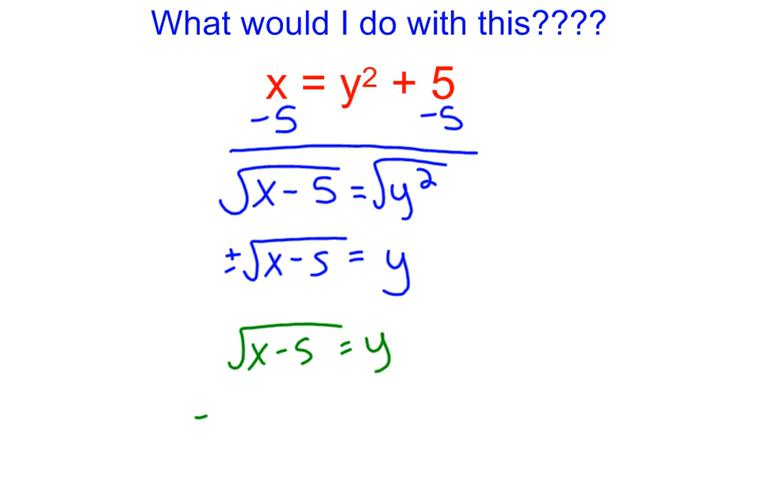 What would I do with this????
x = y² + 5
-5 -5
√x-5 = √y²
±√x-5 = y
√x-5 = y
-